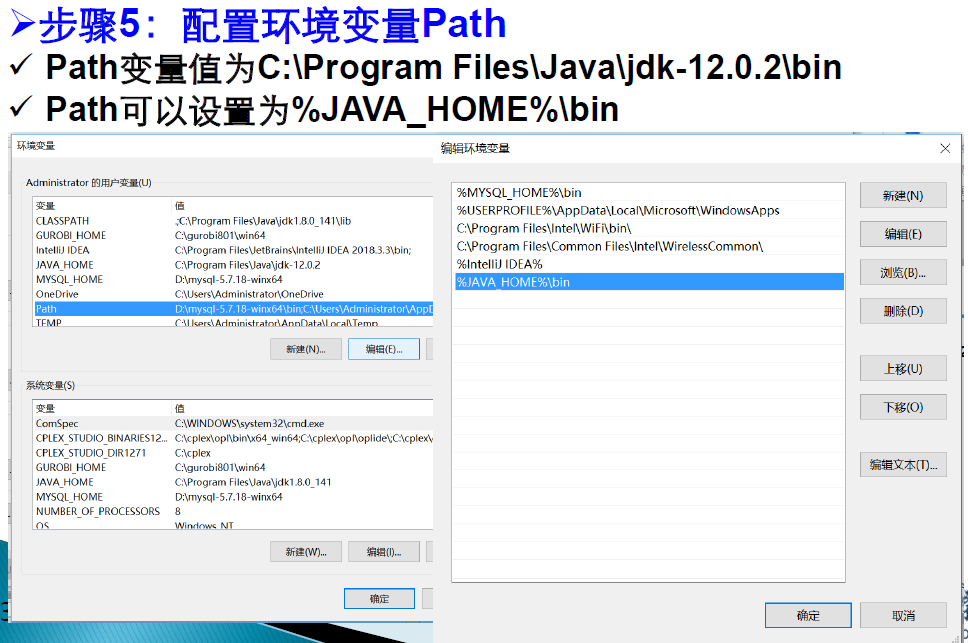 ➢步骤5：配置环境变量Path
✓ Path变量值为C:\Program Files\Java\jdk-12.0.2\bin
✓ Path可以设置为%JAVA_HOME%\bin
环境变量
Administrator 的用户变量(U)
变量 值
CLASSPATH .;C:\Program Files\Java\jdk1.8.0_141\lib
GUROBI_HOME C:\gurobi801\win64
IntelliJ IDEA C:\Program Files\JetBrains\IntelliJ IDEA 2018.3.3\bin;
JAVA_HOME C:\Program Files\Java\jdk-12.0.2
MYSQL_HOME D:\mysql-5.7.18-winx64
OneDrive C:\Users\Administrator\OneDrive
Path D:\mysql-5.7.18-winx64\bin;C:\Users\Administrator\AppD
TEMP C:\Users\Administrator\AppData\Local\Temp
新建(N)... 编辑(E)...
系统变量(S)
变量 值
ComSpec C:\WINDOWS\system32\cmd.exe
CPLEX_STUDIO_BINARIES12... C:\cplex\opl\bin\x64_win64;C:\cplex\opl\oplide\;C:\cplex\
CPLEX_STUDIO_DIR1271 C:\cplex
GUROBI_HOME C:\gurobi801\win64
JAVA_HOME C:\Program Files\Java\jdk1.8.0_141
MYSQL_HOME D:\mysql-5.7.18-winx64
NUMBER_OF_PROCESSORS 8
OS Windows_NT
新建(W)... 编辑(I)...
确定
编辑环境变量
%MYSQL_HOME%\bin
%USERPROFILE%\AppData\Local\Microsoft\WindowsApps
C:\Program Files\Intel\WiFi\bin\
C:\Program Files\Common Files\Intel\WirelessCommon\
%IntelliJ IDEA%
%JAVA_HOME%\bin
新建(N)
编辑(E)
浏览(B)...
删除(D)
上移(U)
下移(O)
编辑文本(T)...
确定 取消